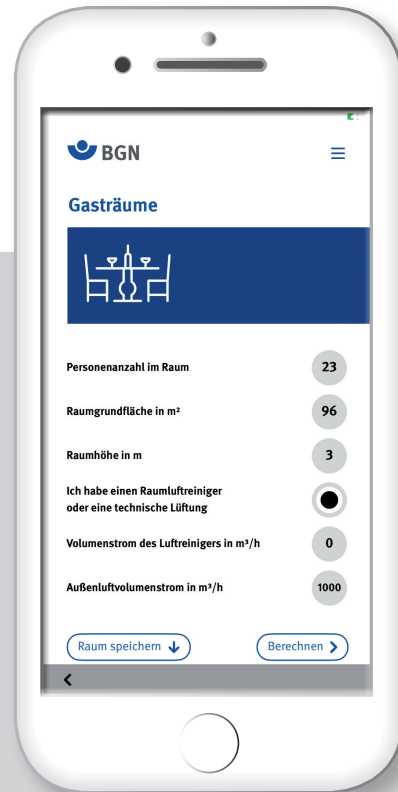 BGN
Gasträume
Personenanzahl im Raum 23
Raumgrundfläche in m² 96
Raumhöhe in m 3
Ich habe einen Raumluftreiniger
oder eine technische Lüftung
Volumenstrom des Luftreinigers in m³/h 0
Außenluftvolumenstrom in m³/h 1000
Raum speichern Berechnen